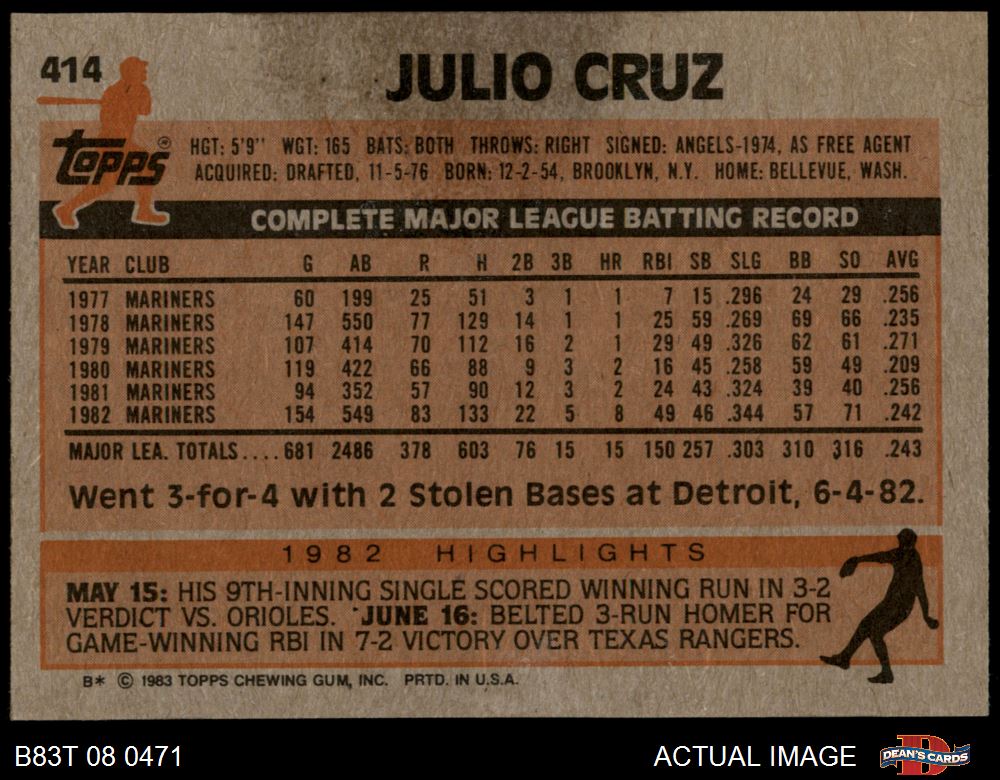 414
JULIO CRUZ
Topps®
HGT: 5'9" WGT: 165 BATS: BOTH THROWS: RIGHT SIGNED: ANGELS-1974, AS FREE AGENT
ACQUIRED: DRAFTED, 11-5-76 BORN: 12-2-54, BROOKLYN, N.Y. HOME: BELLEVUE, WASH.
COMPLETE MAJOR LEAGUE BATTING RECORD
YEAR CLUB G AB R H 2B 3B HR RBI SB SLG BB SO AVG
1977 MARINERS 60 199 25 51 3 1 1 7 15 .296 24 29 .256
1978 MARINERS 147 550 77 129 14 1 1 25 59 .269 69 66 .235
1979 MARINERS 107 414 70 112 16 2 1 29 49 .326 62 61 .271
1980 MARINERS 119 422 66 88 9 3 2 16 45 .258 59 49 .209
1981 MARINERS 94 352 57 90 12 3 2 24 43 .324 39 40 .256
1982 MARINERS 154 549 83 133 22 5 8 49 46 .344 57 71 .242
MAJOR LEA. TOTALS.... 681 2486 378 603 76 15 15 150 257 .303 310 316 .243
Went 3-for-4 with 2 Stolen Bases at Detroit, 6-4-82.
1982 HIGHLIGHTS
MAY 15: HIS 9TH-INNING SINGLE SCORED WINNING RUN IN 3-2
VERDICT VS. ORIOLES. JUNE 16: BELTED 3-RUN HOMER FOR
GAME-WINNING RBI IN 7-2 VICTORY OVER TEXAS RANGERS.
B* © 1983 TOPPS CHEWING GUM, INC. PRTD. IN U.S.A.
B83T 08 0471
ACTUAL IMAGE
DEAN'S CARDS